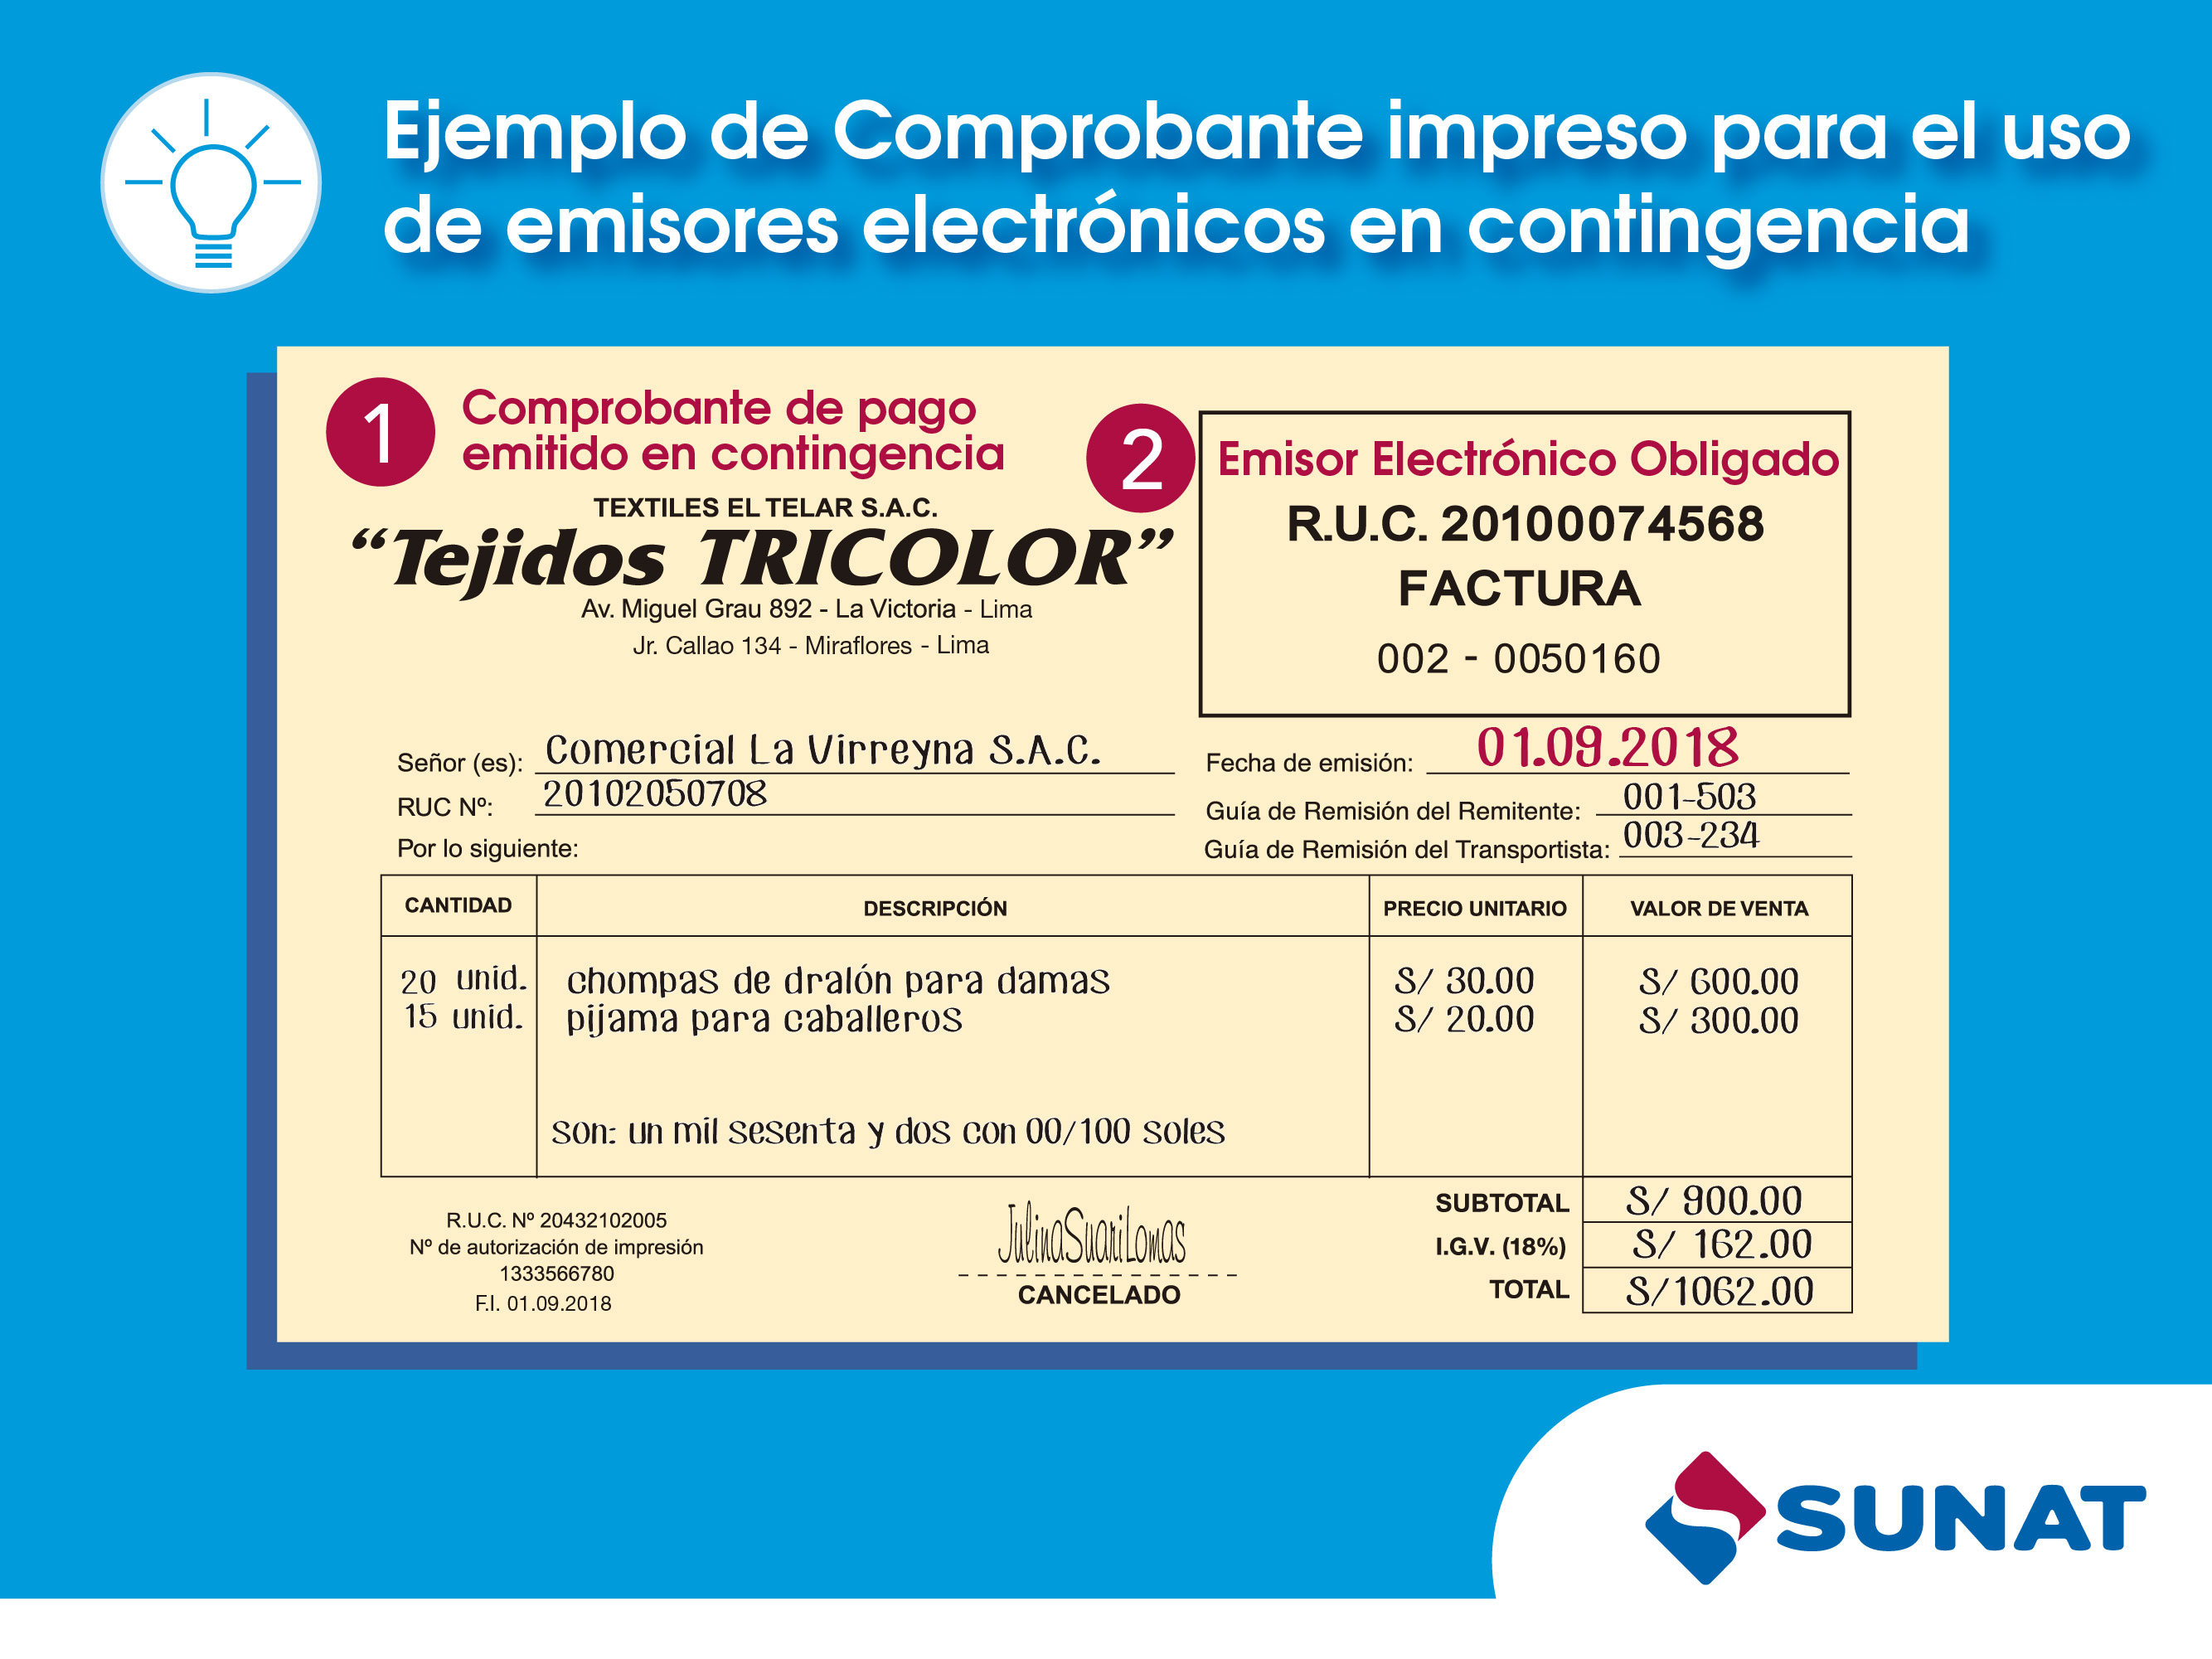 Ejemplo de Comprobante impreso para el uso
de emisores electrónicos en contingencia
1
Comprobante de pago
emitido en contingencia
TEXTILES EL TELAR S.A.C.
“Tejidos TRICOLOR”
Av. Miguel Grau 892 - La Victoria - Lima
Jr. Callao 134 - Miraflores - Lima
2
Emisor Electrónico Obligado
R.U.C. 20100074568
FACTURA
002 - 0050160
Señor (es): Comercial La Virreyna S.A.C.
RUC Nº: 20102050708
Por lo siguiente:
Fecha de emisión: 01.09.2018
Guía de Remisión del Remitente: 001-503
Guía de Remisión del Transportista: 003-234
CANTIDAD DESCRIPCIÓN PRECIO UNITARIO VALOR DE VENTA
20 unid. chompas de dralón para damas S/ 30.00 S/ 600.00
15 unid. pijama para caballeros S/ 20.00 S/ 300.00
son: un mil sesenta y dos con 00/100 soles
R.U.C. Nº 20432102005
Nº de autorización de impresión
1333566780
F.I. 01.09.2018
JulinaSuariLomas
CANCELADO
SUBTOTAL S/ 900.00
I.G.V. (18%) S/ 162.00
TOTAL S/1062.00
SUNAT